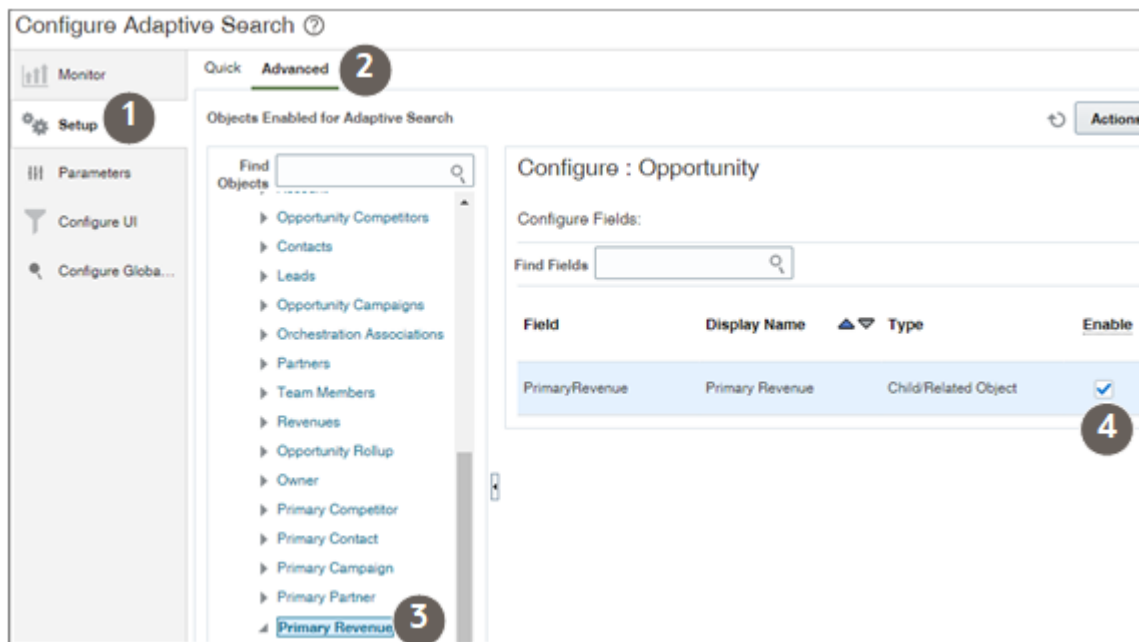 Configure Adaptive Search ?
Monitor
Setup
1
Parameters
Configure UI
Configure Globa...
Quick Advanced 2
Objects Enabled for Adaptive Search
Actions
Find Objects
Opportunity Competitors
Contacts
Leads
Opportunity Campaigns
Orchestration Associations
Partners
Team Members
Revenues
Opportunity Rollup
Owner
Primary Competitor
Primary Contact
Primary Campaign
Primary Partner
Primary Revenue 3
Configure : Opportunity
Configure Fields:
Find Fields
Field Display Name Type Enable
PrimaryRevenue Primary Revenue Child/Related Object
4